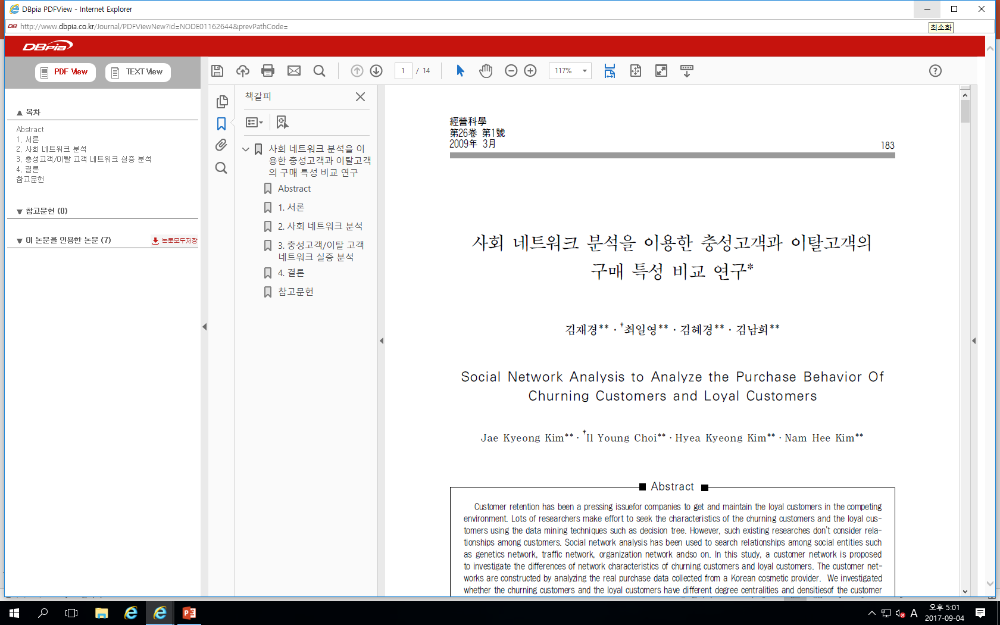 DBpia PDFView - Internet Explorer
http://www.dbpia.co.kr/Journal/PDFViewNew?id=NODE01162644&prevPathCode=
최소화
DBpia
PDF View
TEXT View
▲ 목차
Abstract
1. 서론
2. 사회 네트워크 분석
3. 충성고객/이탈 고객 네트워크 실증 분석
4. 결론
참고문헌
▼ 참고문헌 (0)
▼ 이 논문을 인용한 논문 (7)
논문모두저장
1 / 14
117%
책갈피
사회 네트워크 분석을 이
용한 충성고객과 이탈고객
의 구매 특성 비교 연구
Abstract
1. 서론
2. 사회 네트워크 분석
3. 충성고객/이탈 고객
네트워크 실증 분석
4. 결론
참고문헌
經營科學
第26卷 第1號
2009年 3月
183
사회 네트워크 분석을 이용한 충성고객과 이탈고객의
구매 특성 비교 연구*
김재경**·†최일영**·김혜경**·김남희**
Social Network Analysis to Analyze the Purchase Behavior Of
Churning Customers and Loyal Customers
Jae Kyeong Kim**·†Il Young Choi**·Hyea Kyeong Kim**·Nam Hee Kim**
■ Abstract ■
Customer retention has been a pressing issuefor companies to get and maintain the loyal customers in the competing
environment. Lots of researchers make effort to seek the characteristics of the churning customers and the loyal cus-
tomers using the data mining techniques such as decision tree. However, such existing researches don't consider rela-
tionships among customers. Social network analysis has been used to search relationships among social entities such
as genetics network, traffic network, organization network andso on. In this study, a customer network is proposed
to investigate the differences of network characteristics of churning customers and loyal customers. The customer net-
works are constructed by analyzing the real purchase data collected from a Korean cosmetic provider. We investigated
whether the churning customers and the loyal customers have different degree centralities and densitiesof the customer
A
오후 5:01
2017-09-04